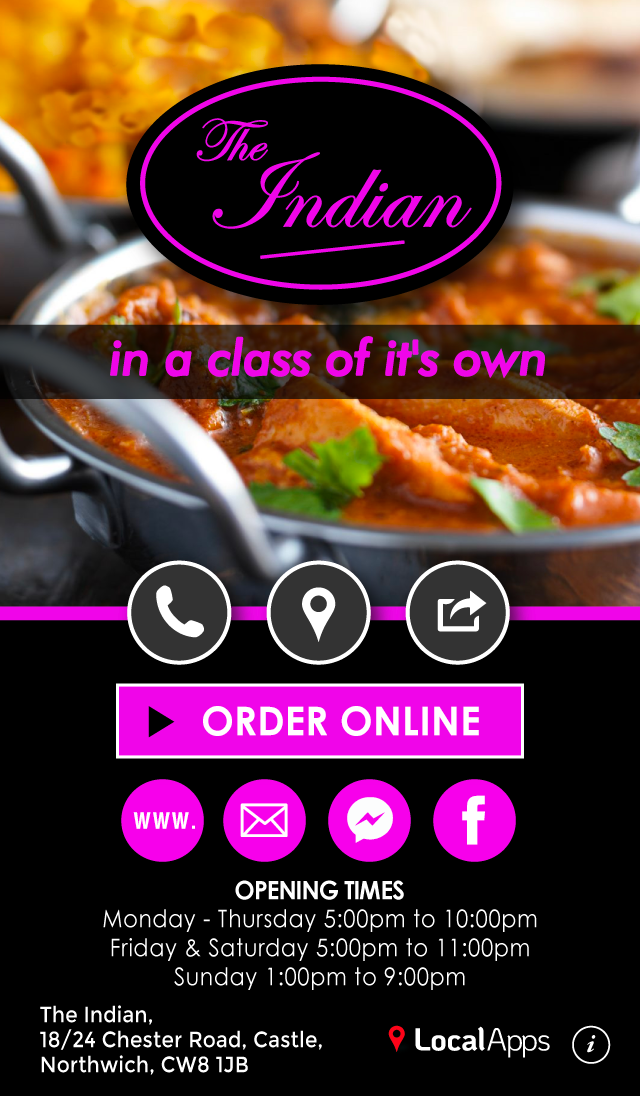 The
Indian
in a class of it's own
ORDER ONLINE
www.
f
OPENING TIMES
Monday - Thursday 5:00pm to 10:00pm
Friday & Saturday 5:00pm to 11:00pm
Sunday 1:00pm to 9:00pm
The Indian,
18/24 Chester Road, Castle,
Northwich, CW8 1JB
LocalApps
i